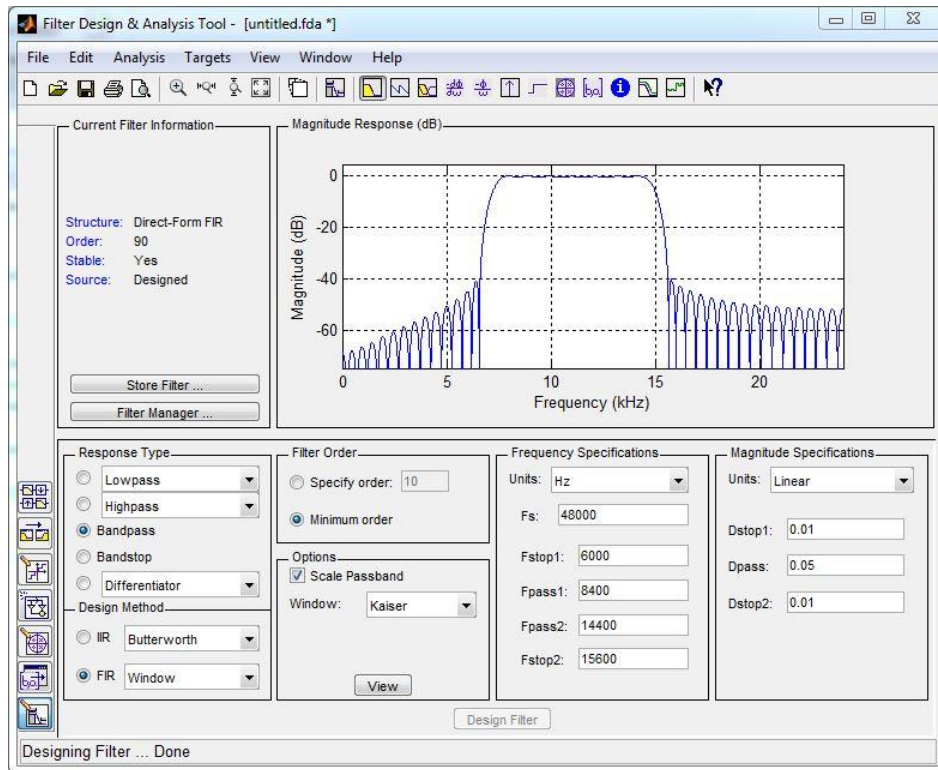 Filter Design & Analysis Tool - [untitled.fda *]
File Edit Analysis Targets View Window Help
Current Filter Information
Structure: Direct-Form FIR
Order: 90
Stable: Yes
Source: Designed
Store Filter ...
Filter Manager ...
Magnitude Response (dB)
Magnitude (dB)
0
-20
-40
-60
0 5 10 15 20
Frequency (kHz)
Response Type
Lowpass
Highpass
Bandpass
Bandstop
Differentiator
Design Method
IIR Butterworth
FIR Window
Filter Order
Specify order: 10
Minimum order
Options
Scale Passband
Window: Kaiser
View
Frequency Specifications
Units: Hz
Fs: 48000
Fstop1: 6000
Fpass1: 8400
Fpass2: 14400
Fstop2: 15600
Magnitude Specifications
Units: Linear
Dstop1: 0.01
Dpass: 0.05
Dstop2: 0.01
Design Filter
Designing Filter ... Done